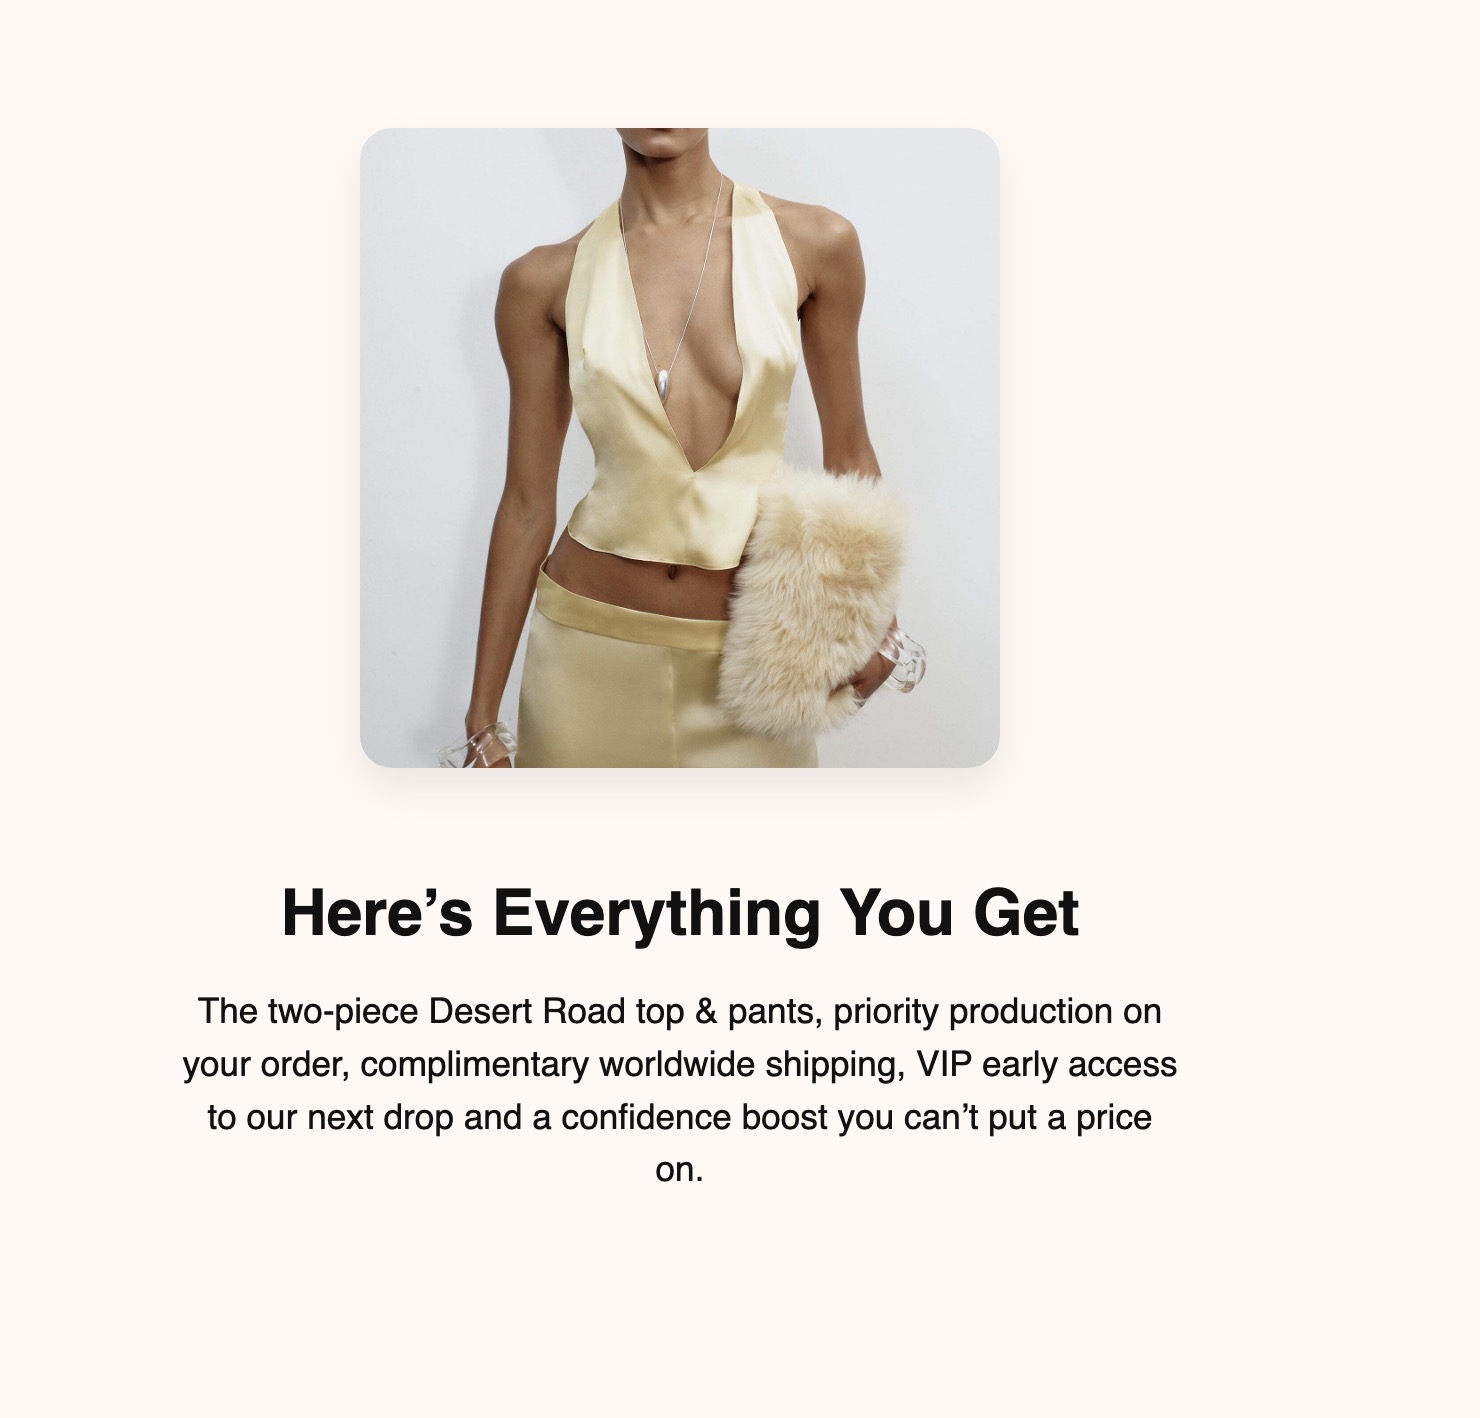 Here’s Everything You Get
The two-piece Desert Road top & pants, priority production on
your order, complimentary worldwide shipping, VIP early access
to our next drop and a confidence boost you can’t put a price
on.